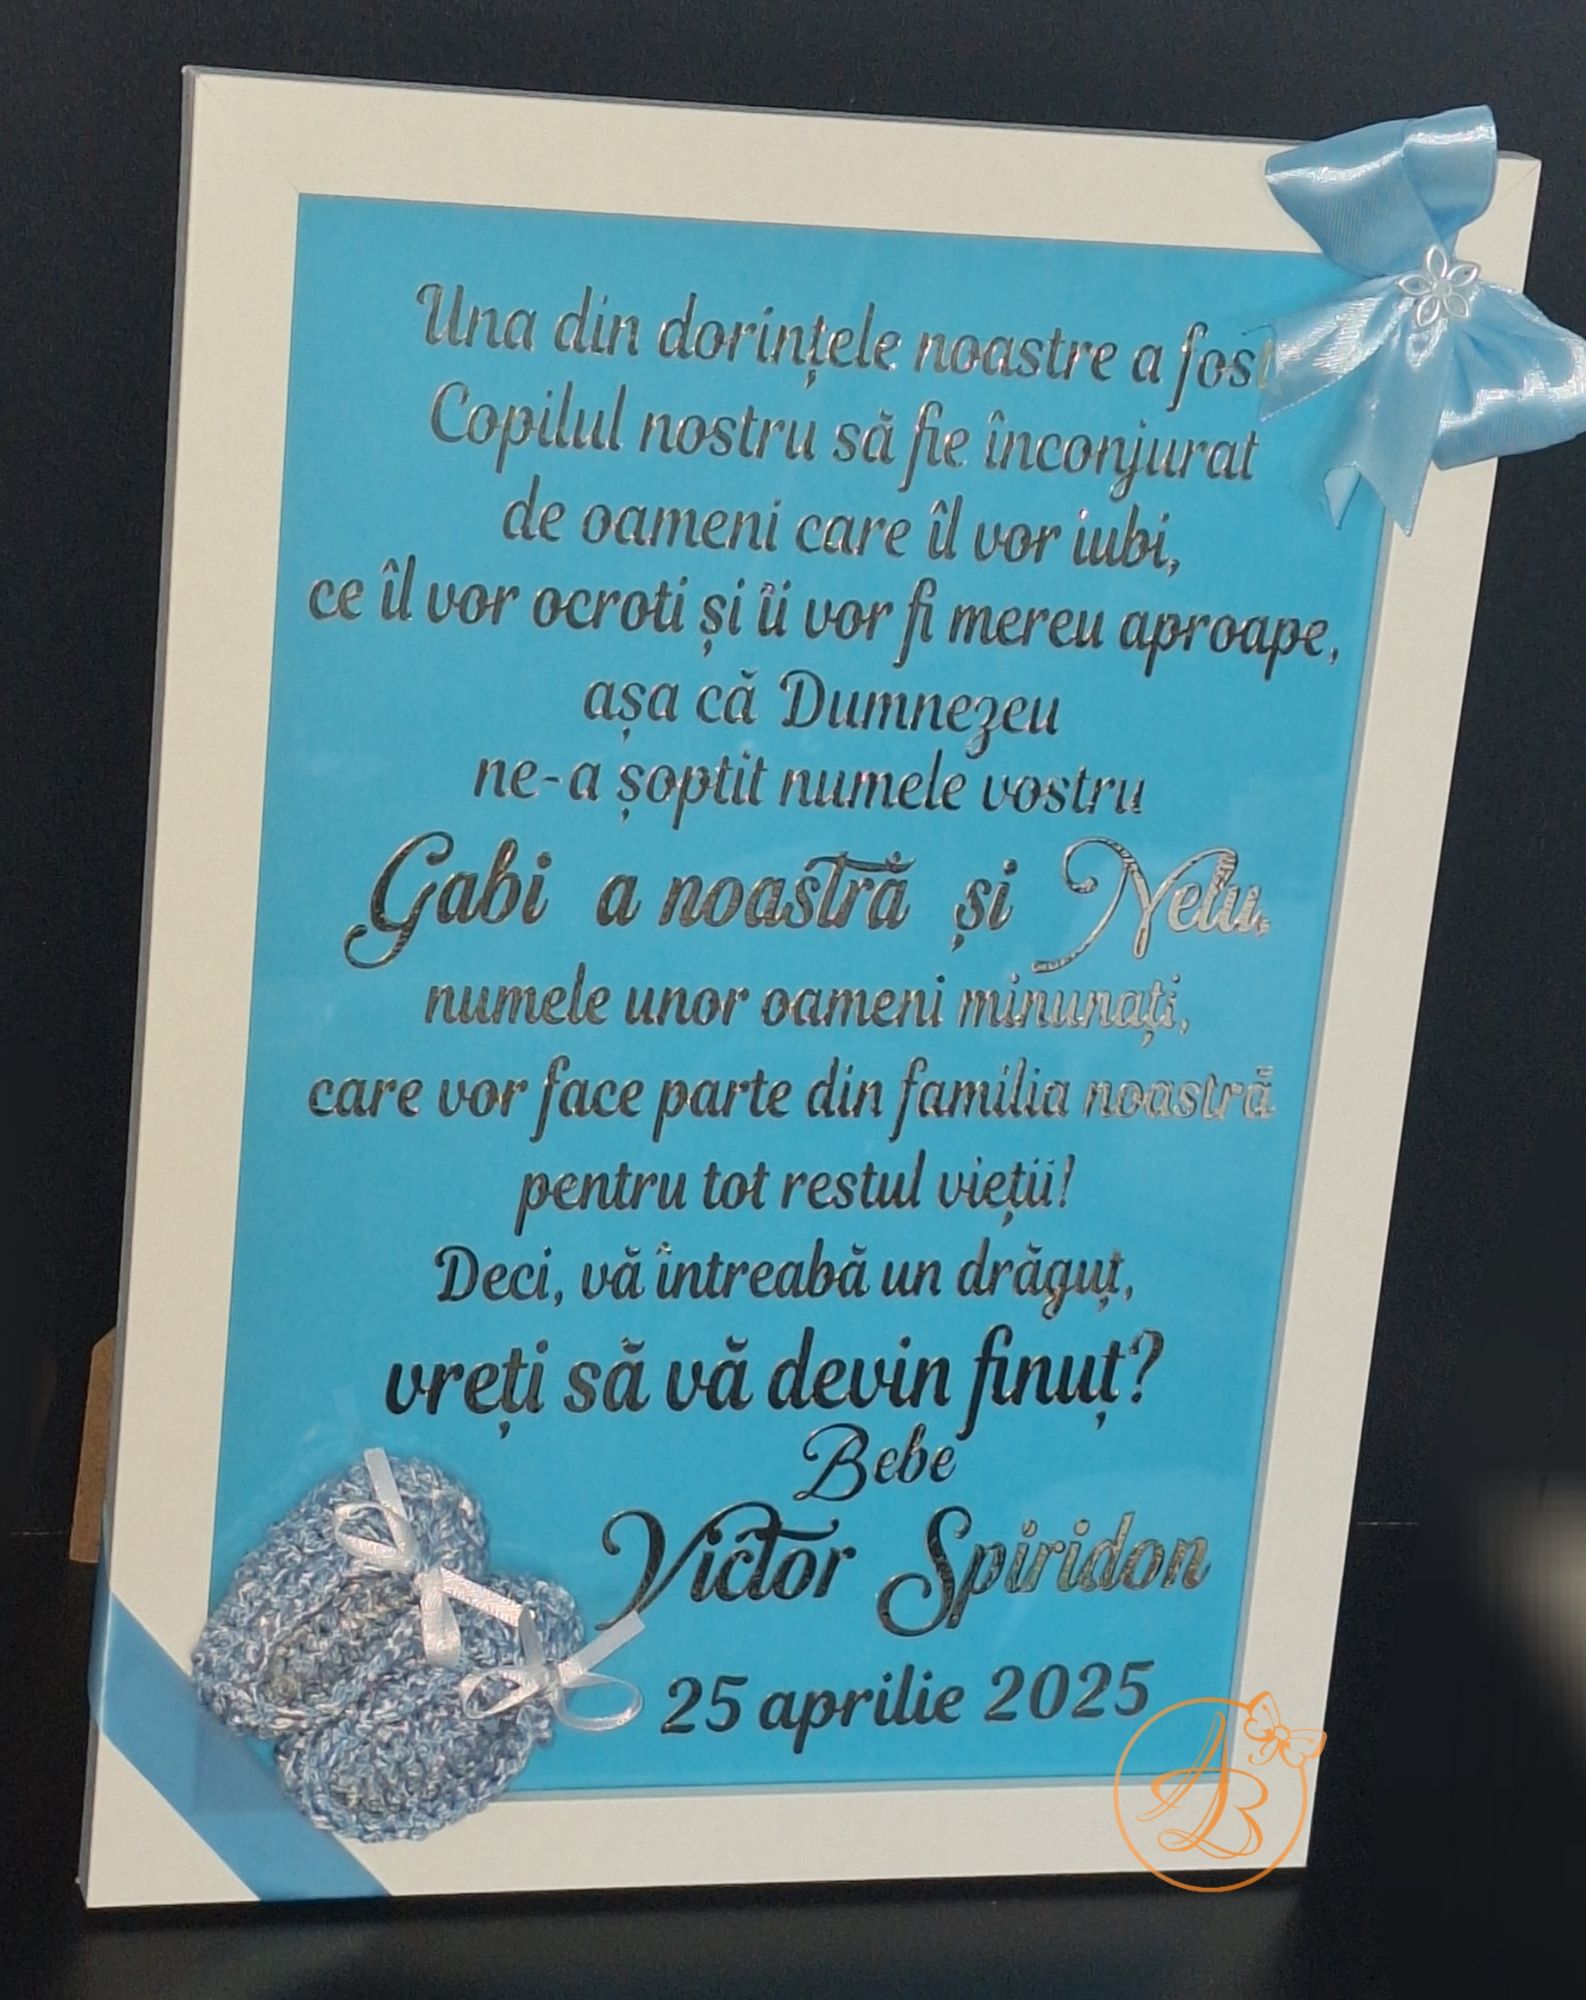 Una din dorințele noastre a fost
Copilul nostru să fie înconjurat
de oameni care îl vor iubi,
ce îl vor ocroti și îi vor fi mereu aproape,
așa că Dumnezeu
ne-a șoptit numele vostru
Gabi a noastră și Nelu,
numele unor oameni minunați,
care vor face parte din familia noastră
pentru tot restul vieții!
Deci, vă întreabă un drăguț,
vreți să vă devin finuț?
Bebe
Victor Spiridon
25 aprilie 2025
AB